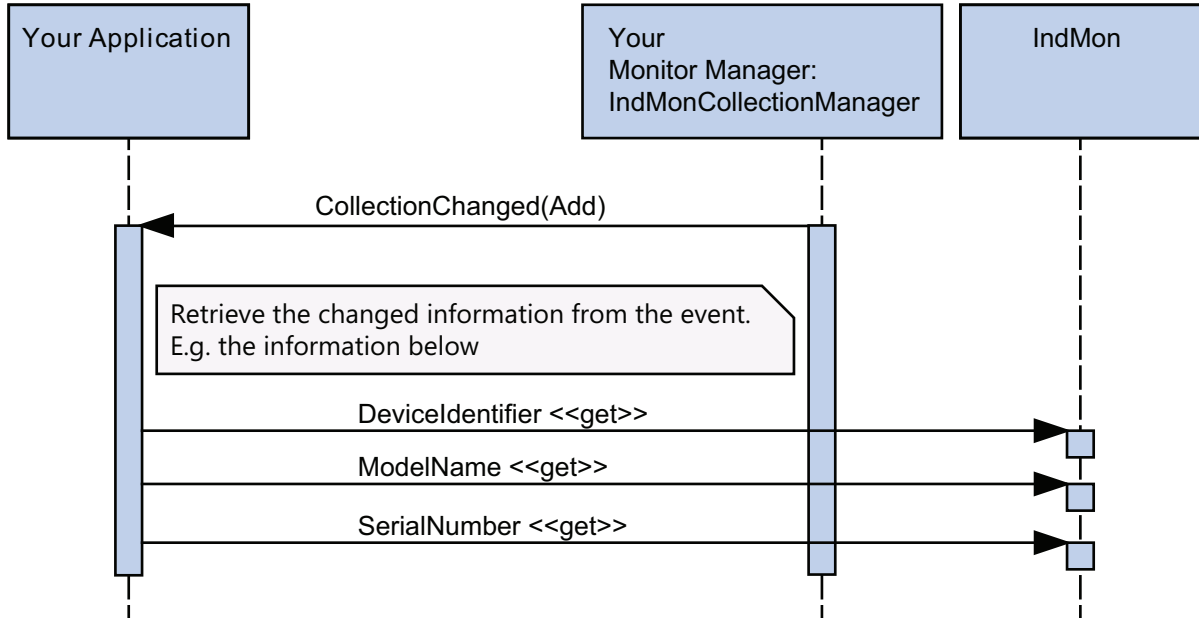 Your Application
Your
Monitor Manager:
IndMonCollectionManager
IndMon
CollectionChanged(Add)
Retrieve the changed information from the event.
E.g. the information below
DeviceIdentifier <<get>>
ModelName <<get>>
SerialNumber <<get>>